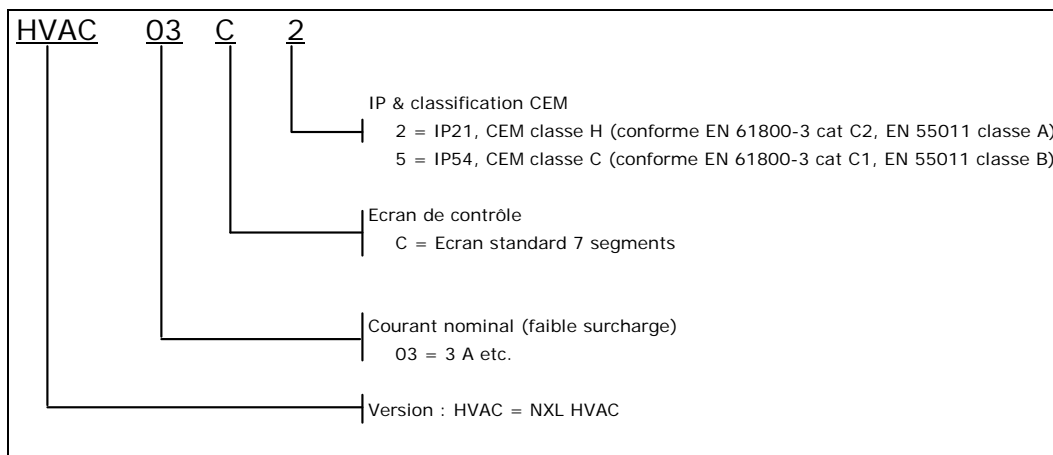 HVAC 03 C 2
IP & classification CEM
2 = IP21, CEM classe H (conforme EN 61800-3 cat C2, EN 55011 classe A)
5 = IP54, CEM classe C (conforme EN 61800-3 cat C1, EN 55011 classe B)
Ecran de contrôle
C = Ecran standard 7 segments
Courant nominal (faible surcharge)
03 = 3 A etc.
Version : HVAC = NXL HVAC